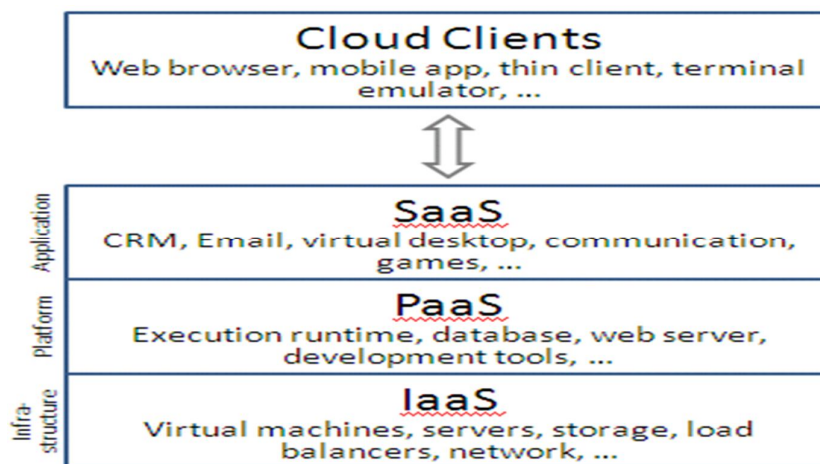 Cloud Clients
Web browser, mobile app, thin client, terminal
emulator, ...
Application
SaaS
CRM, Email, virtual desktop, communication,
games, ...
Platform
PaaS
Execution runtime, database, web server,
development tools, ...
Infra-
structure
IaaS
Virtual machines, servers, storage, load
balancers, network, ...